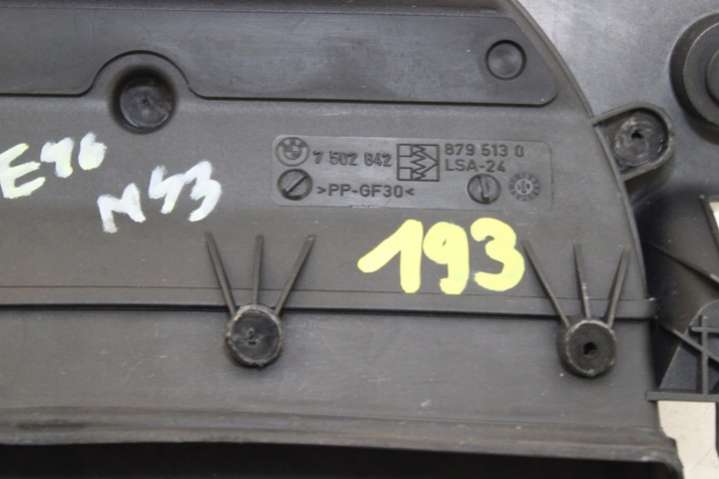 7 502 842 879 513 0
LSA-24
>PP-GF30<
E46
M43
193